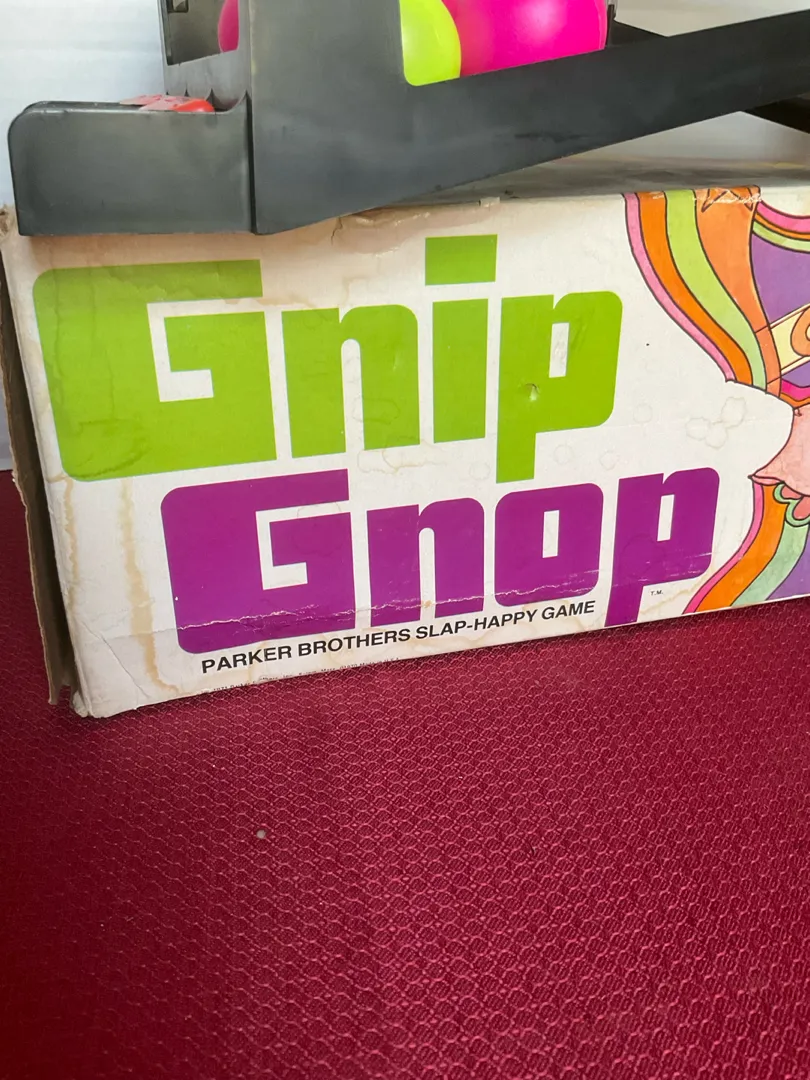 Gnip
Gnop
T.M.
PARKER BROTHERS SLAP-HAPPY GAME